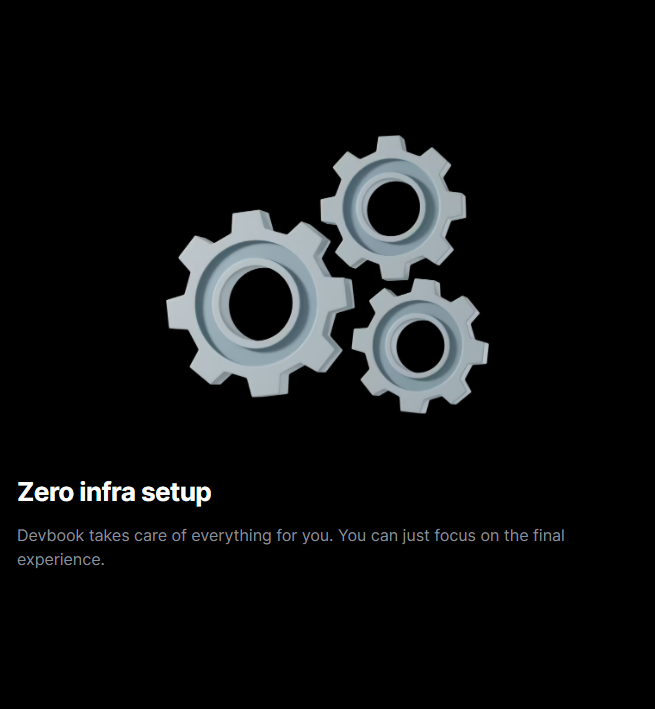 Zero infra setup
Devbook takes care of everything for you. You can just focus on the final
experience.